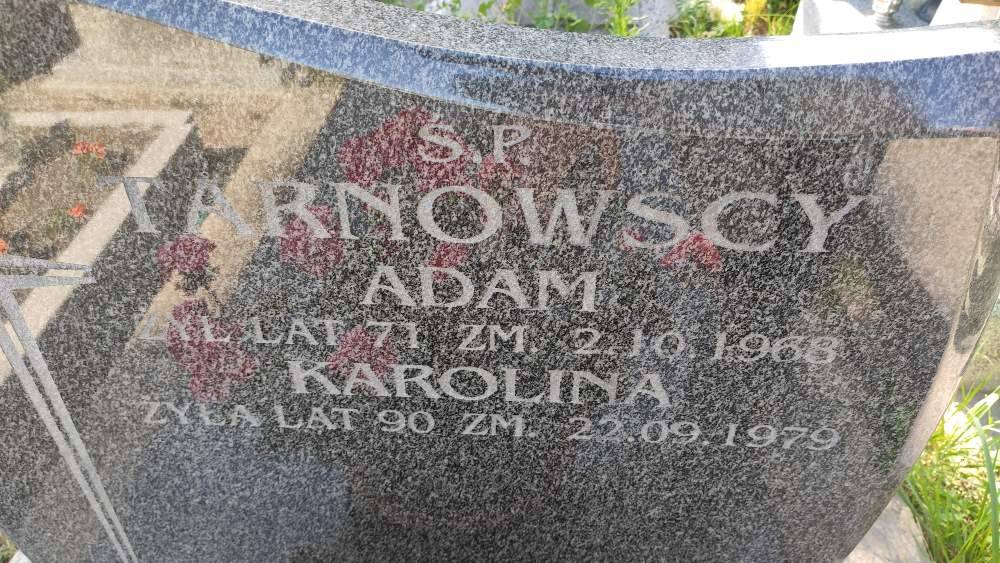 Ś.P.
TARNOWSCY
ADAM
ŻYŁ LAT 71 ZM. 2.10.1968
KAROLINA
ŻYŁA LAT 90 ZM. 22.09.1979